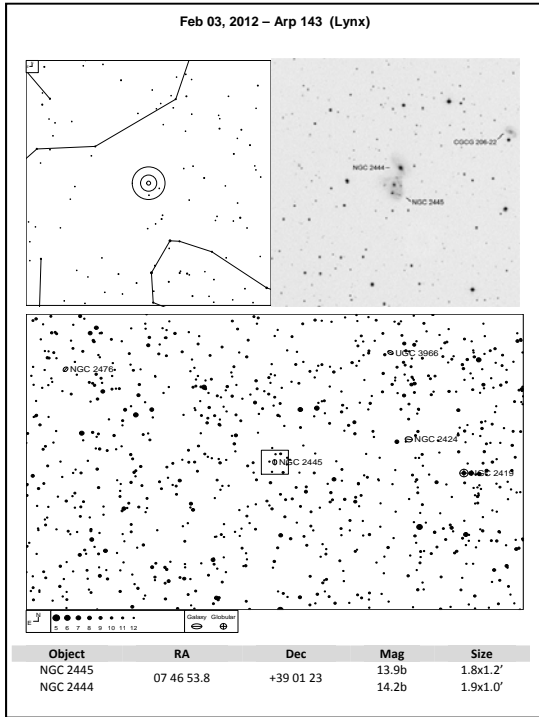 Feb 03, 2012 – Arp 143 (Lynx)
CGCG 206-22
NGC 2444
NGC 2445
NGC 2476
UGC 3966
NGC 2424
NGC 2445
NGC 2419
N
E
5 6 7 8 9 10 11 12
Galaxy Globular
Object RA Dec Mag Size
NGC 2445 07 46 53.8 +39 01 23 13.9b 1.8x1.2’
NGC 2444 14.2b 1.9x1.0’